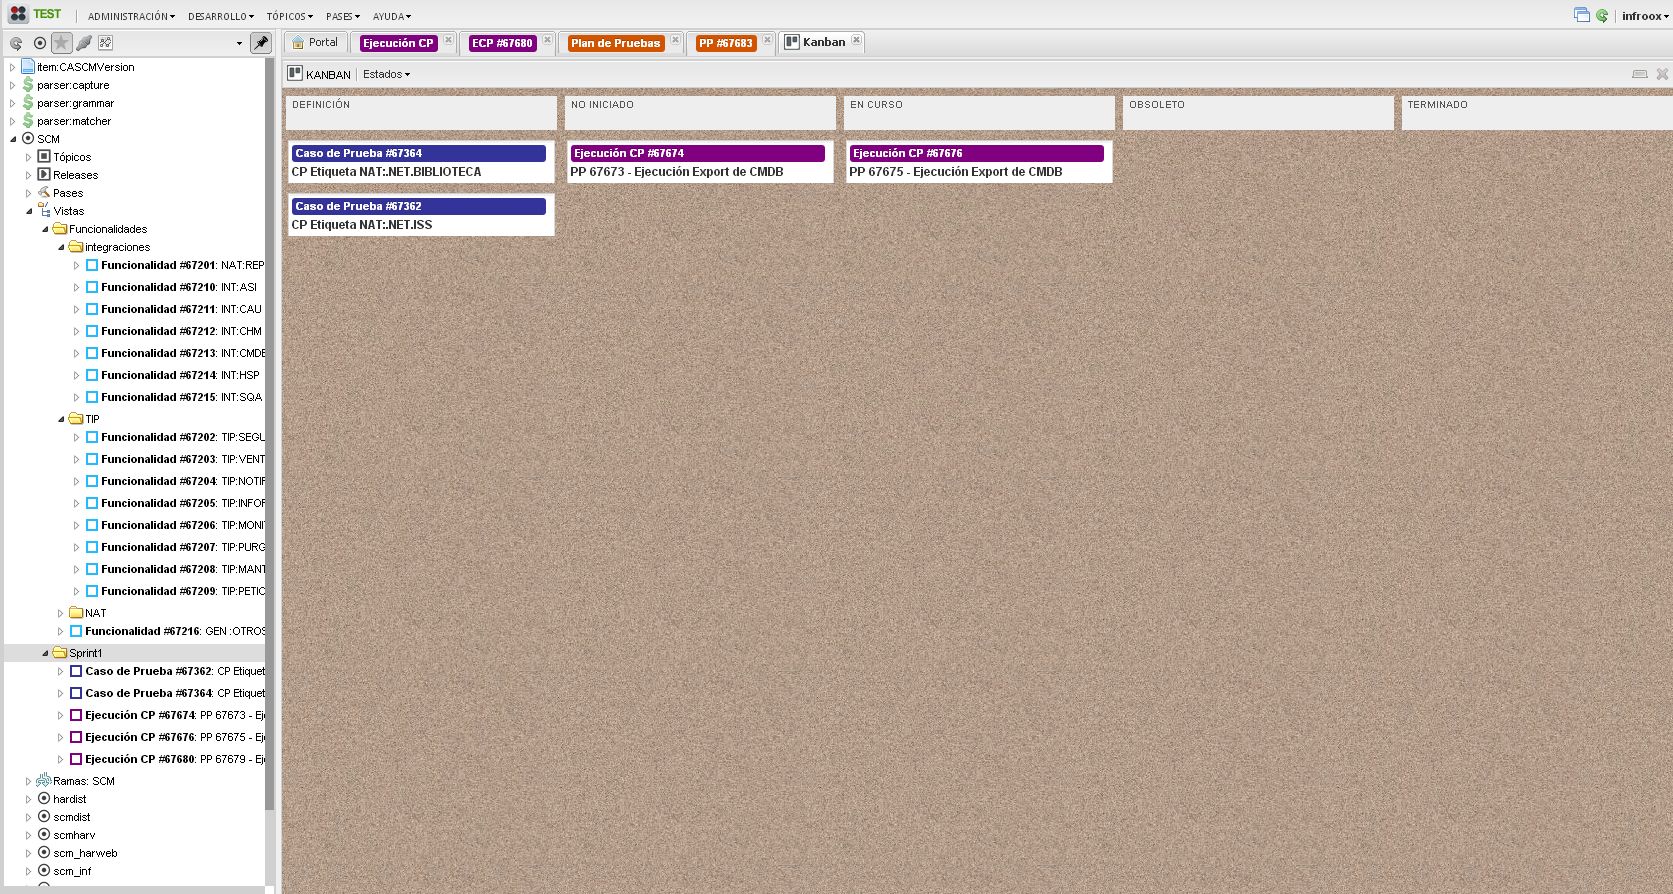 TEST
ADMINISTRACIÓN
DESARROLLO
TÓPICOS
PASES
AYUDA
infroox
Portal
Ejecución CP
ECP #67680
Plan de Pruebas
PP #67683
Kanban
KANBAN
Estados
item:CASCMVersion
parser:capture
parser:grammar
parser:matcher
SCM
Tópicos
Releases
Pases
Vistas
Funcionalidades
integraciones
Funcionalidad #67201: NAT:REP
Funcionalidad #67210: INT:ASI
Funcionalidad #67211: INT:CAU
Funcionalidad #67212: INT:CHM
Funcionalidad #67213: INT:CMDB
Funcionalidad #67214: INT:HSP
Funcionalidad #67215: INT:SQA
TIP
Funcionalidad #67202: TIP:SEGU
Funcionalidad #67203: TIP:VENT
Funcionalidad #67204: TIP:NOTIF
Funcionalidad #67205: TIP:INFOR
Funcionalidad #67206: TIP:MONI
Funcionalidad #67207: TIP:PURG
Funcionalidad #67208: TIP:MANT
Funcionalidad #67209: TIP:PETIC
NAT
Funcionalidad #67216: GEN :OTROS
Sprint1
Caso de Prueba #67362: CP Etiquet
Caso de Prueba #67364: CP Etiquet
Ejecución CP #67674: PP 67673 - Ej
Ejecución CP #67676: PP 67675 - Ej
Ejecución CP #67680: PP 67679 - Ej
Ramas: SCM
hardist
scmdist
scmharv
scm_harvweb
scm_inf
DEFINICIÓN
Caso de Prueba #67364
CP Etiqueta NAT:.NET.BIBLIOTECA
Caso de Prueba #67362
CP Etiqueta NAT:.NET.ISS
NO INICIADO
Ejecución CP #67674
PP 67673 - Ejecución Export de CMDB
EN CURSO
Ejecución CP #67676
PP 67675 - Ejecución Export de CMDB
OBSOLETO
TERMINADO